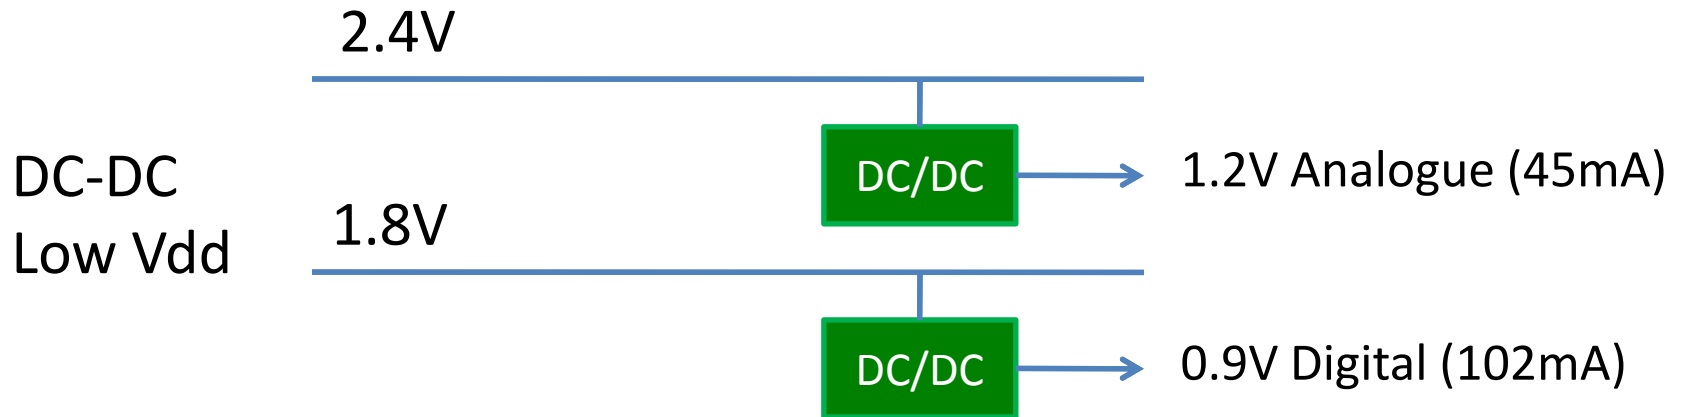 2.4V
DC-DC
Low Vdd
DC/DC
1.2V Analogue (45mA)
1.8V
DC/DC
0.9V Digital (102mA)